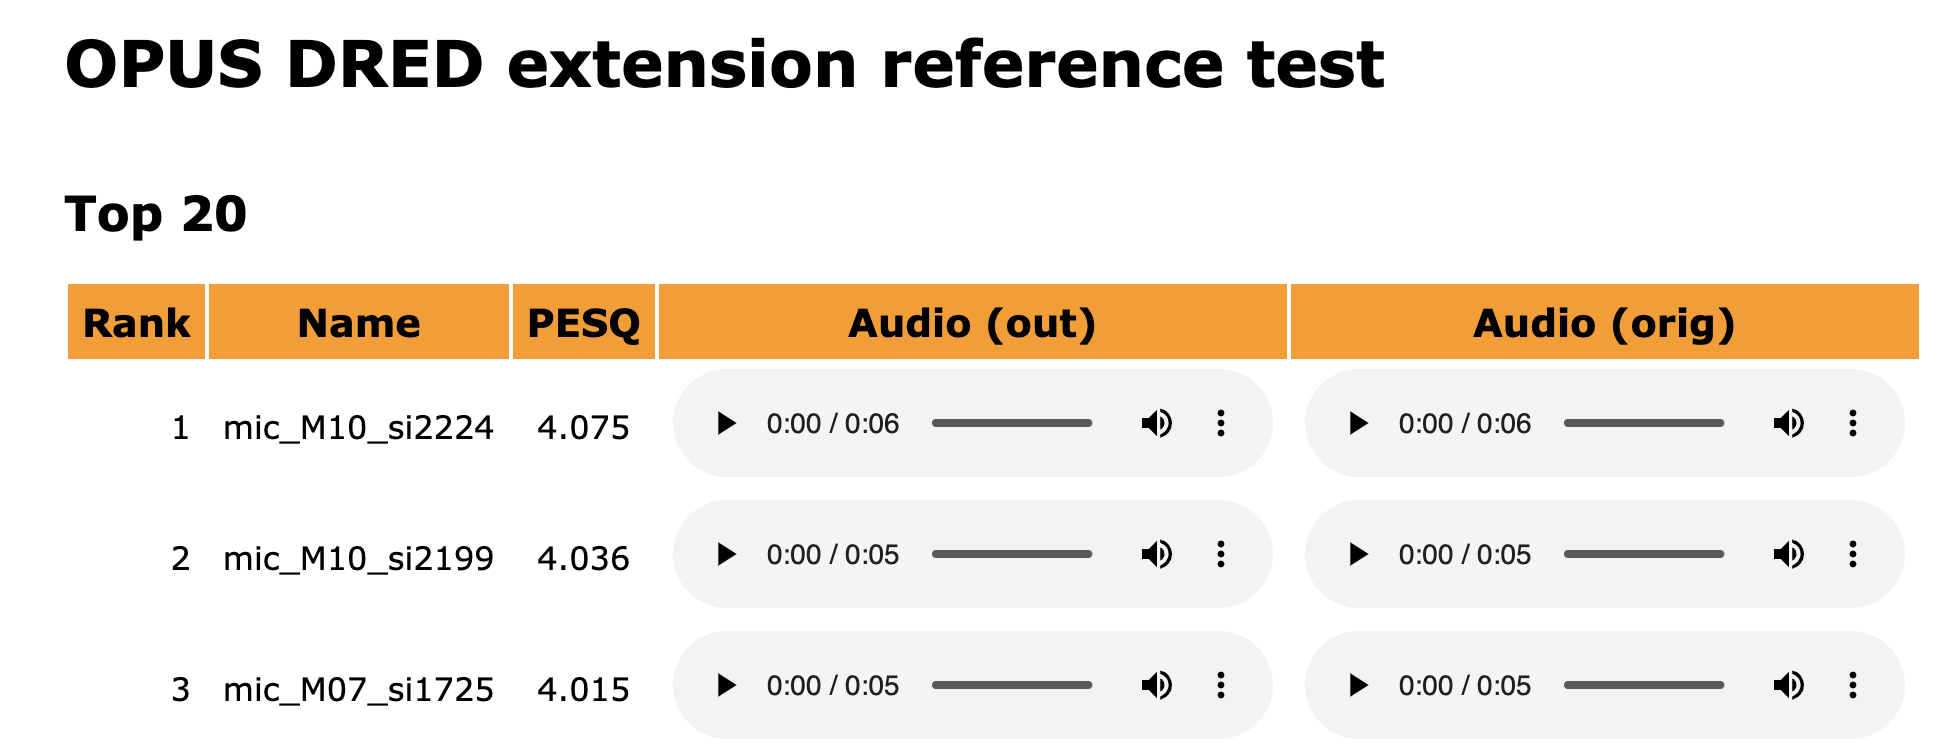 OPUS DRED extension reference test
Top 20
Rank Name PESQ Audio (out) Audio (orig)
1 mic_M10_si2224 4.075 0:00 / 0:06 0:00 / 0:06
2 mic_M10_si2199 4.036 0:00 / 0:05 0:00 / 0:05
3 mic_M07_si1725 4.015 0:00 / 0:05 0:00 / 0:05